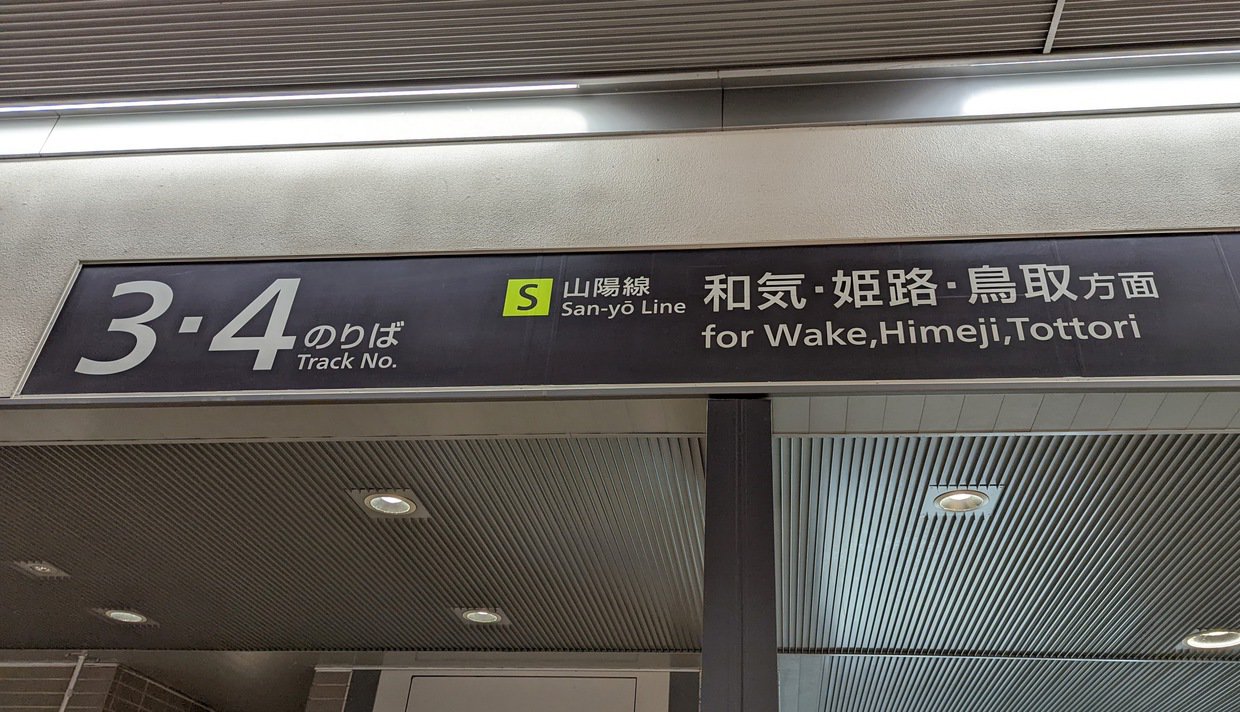 3・4 のりば
Track No.
S 山陽線
San-yō Line
和気・姫路・鳥取方面
for Wake,Himeji,Tottori